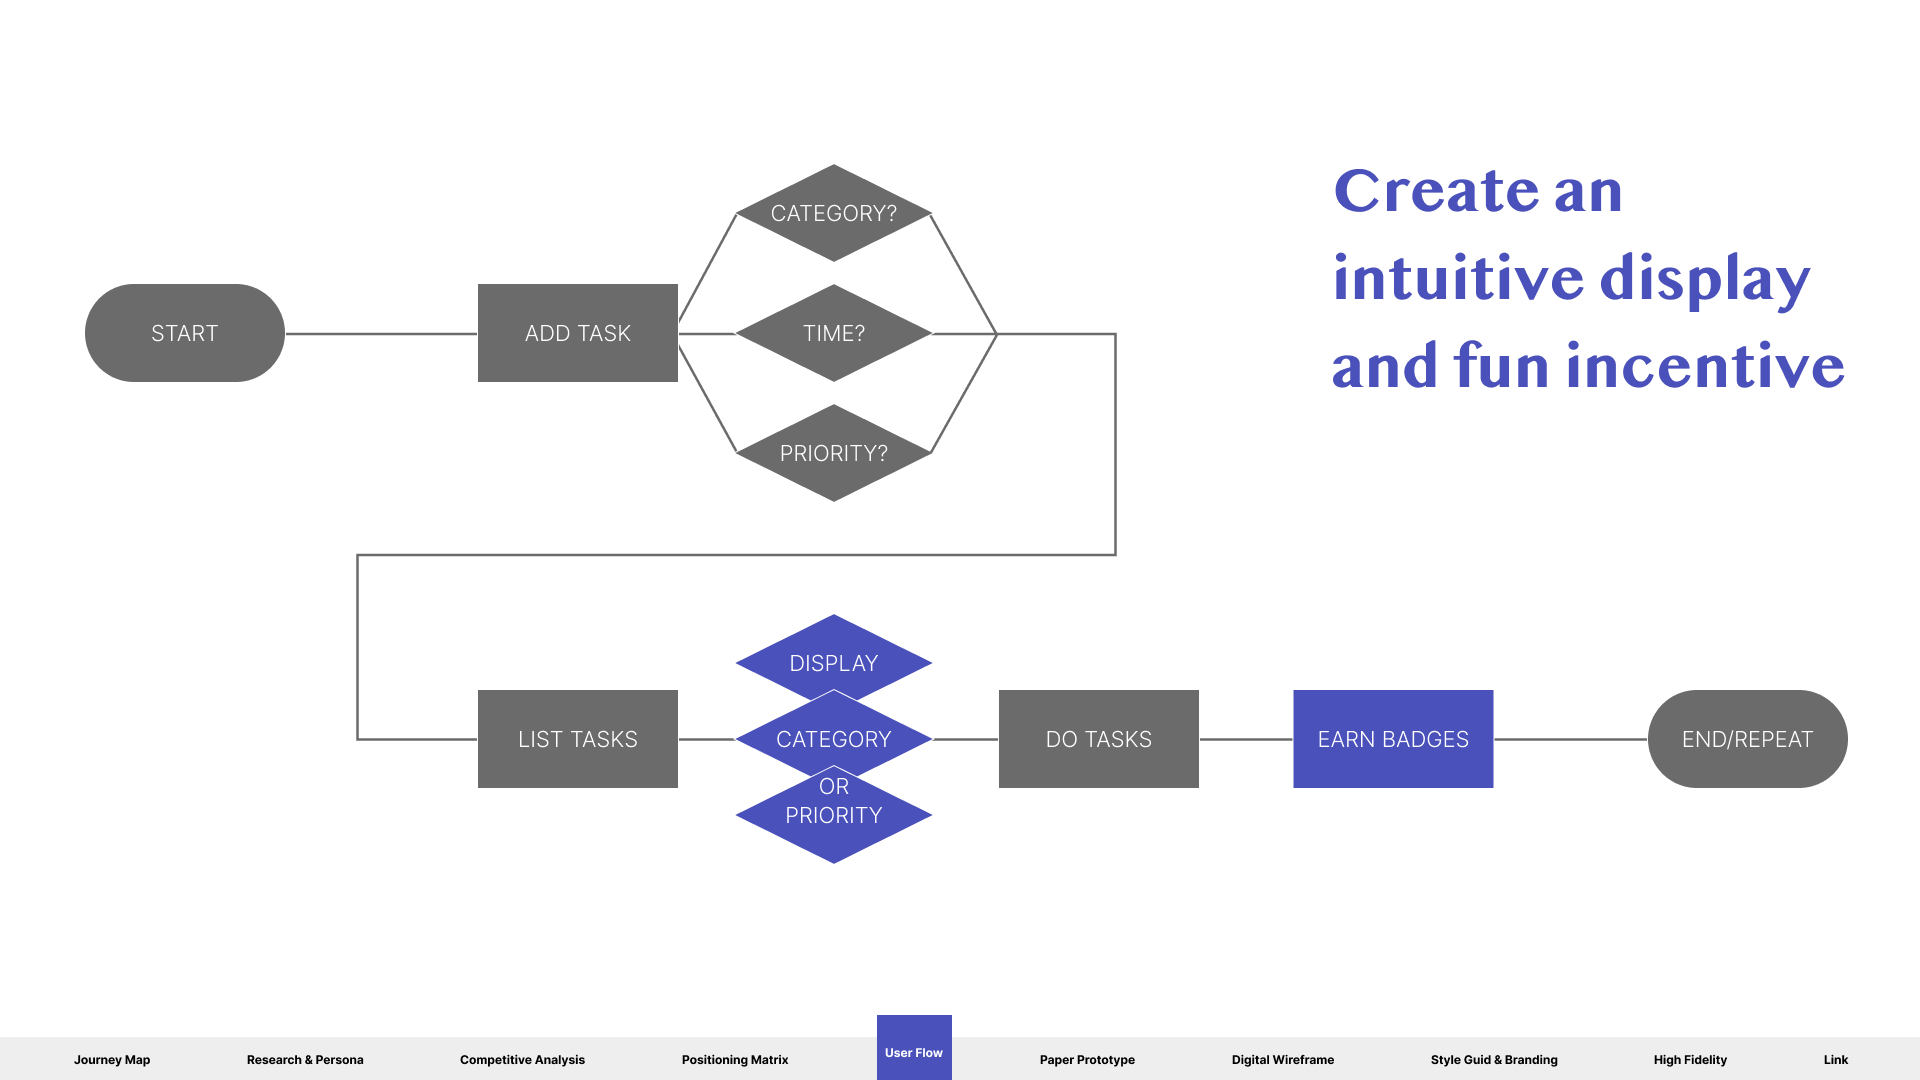 Create an
intuitive display
and fun incentive
START
ADD TASK
CATEGORY?
TIME?
PRIORITY?
LIST TASKS
DISPLAY
CATEGORY
OR
PRIORITY
DO TASKS
EARN BADGES
END/REPEAT
Journey Map
Research & Persona
Competitive Analysis
Positioning Matrix
User Flow
Paper Prototype
Digital Wireframe
Style Guid & Branding
High Fidelity
Link